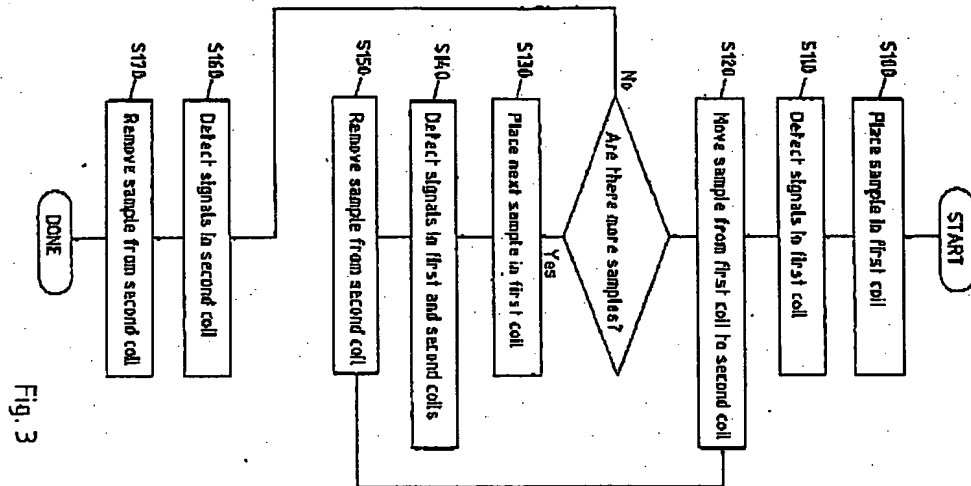 START
S100
Place sample in first coil
S110
Detect signals in first coil
S120
Move sample from first coil to second coil
Are there more samples?
No
Yes
S130
Place next sample in first coil
S140
Detect signals in first and second coils
S150
Remove sample from second coil
S160
Detect signals in second coil
S170
Remove sample from second coil
DONE
Fig. 3